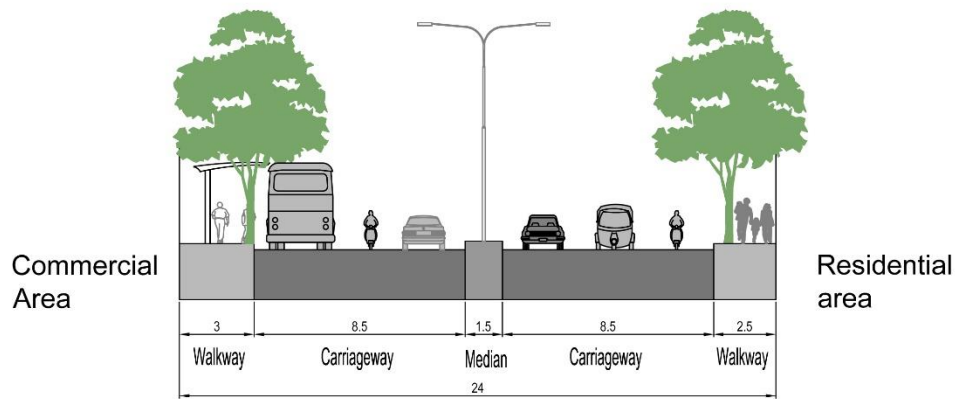 Commercial
Area
Residential
area
3
8.5
1.5
8.5
2.5
Walkway
Carriageway
Median
Carriageway
Walkway
24